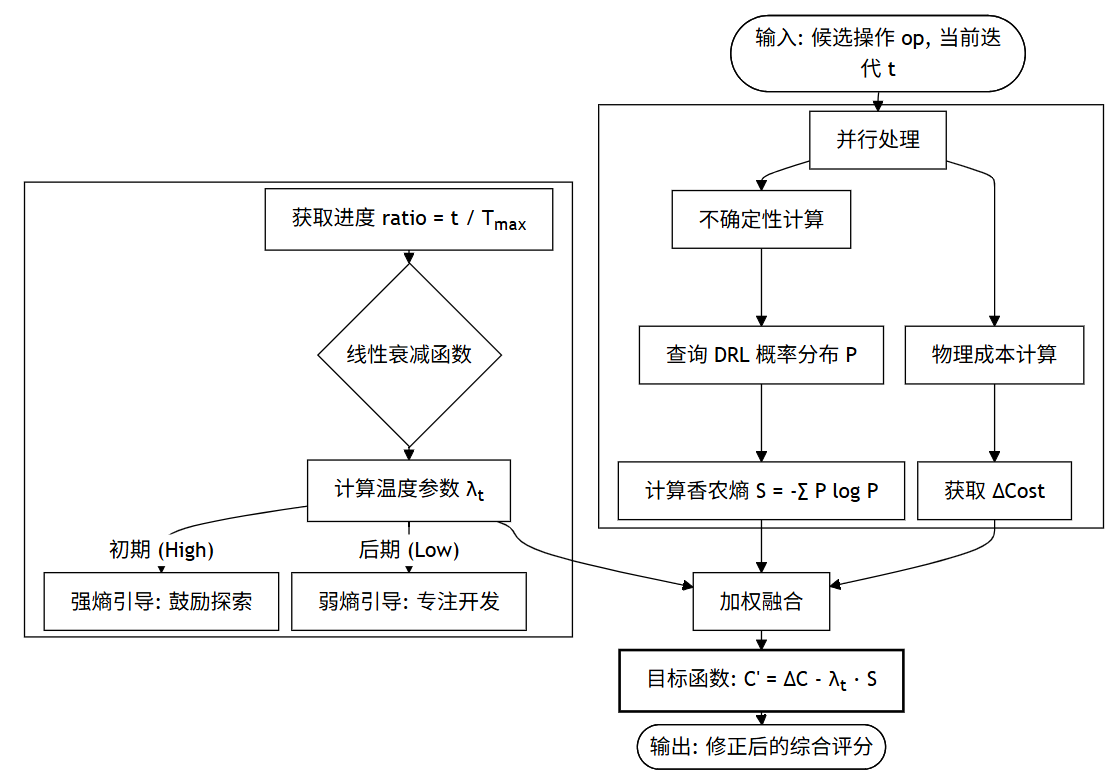 输入: 候选操作 op, 当前迭
代 t
并行处理
获取进度 ratio = t / Tmax
不确定性计算
线性衰减函数
查询 DRL 概率分布 P
物理成本计算
计算温度参数 λt
计算香农熵 S = -∑ P log P
获取 ΔCost
初期 (High)
后期 (Low)
强熵引导: 鼓励探索
弱熵引导: 专注开发
加权融合
目标函数: C' = ΔC - λt · S
输出: 修正后的综合评分